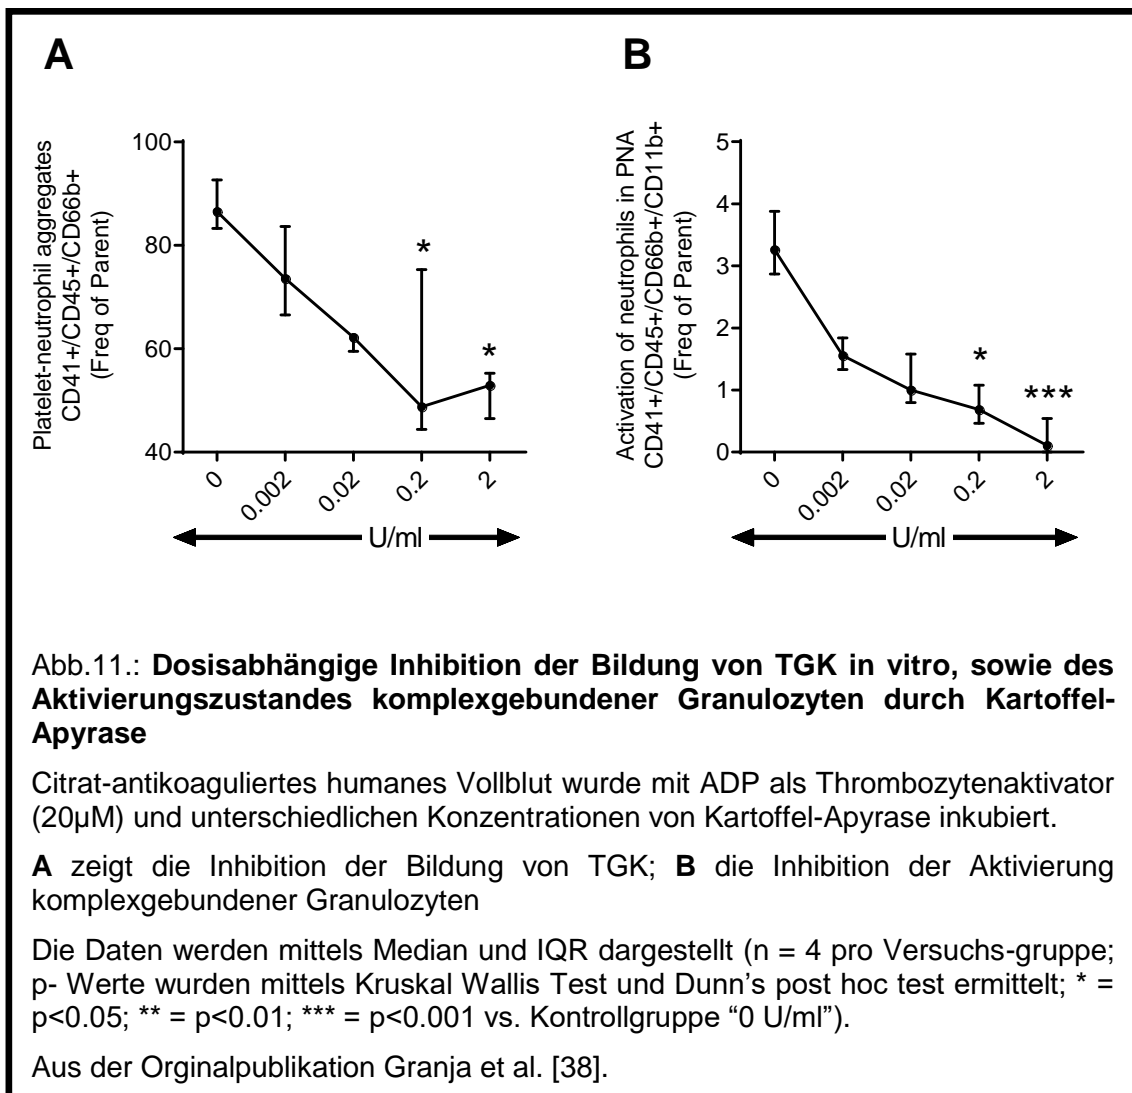 A
B
Platelet-neutrophil aggregates
CD41+/CD45+/CD66b+
(Freq of Parent)
100
80
60
40
*
*
0
0.002
0.02
0.2
2
U/ml
Activation of neutrophils in PNA
CD41+/CD45+/CD66b+/CD11b+
(Freq of Parent)
5
4
3
2
1
0
*
***
0
0.002
0.02
0.2
2
U/ml
Abb.11.: Dosisabhängige Inhibition der Bildung von TGK in vitro, sowie des
Aktivierungszustandes komplexgebundener Granulozyten durch Kartoffel-
Apyrase
Citrat-antikoaguliertes humanes Vollblut wurde mit ADP als Thrombozytenaktivator
(20µM) und unterschiedlichen Konzentrationen von Kartoffel-Apyrase inkubiert.
A zeigt die Inhibition der Bildung von TGK; B die Inhibition der Aktivierung
komplexgebundener Granulozyten
Die Daten werden mittels Median und IQR dargestellt (n = 4 pro Versuchs-gruppe;
p- Werte wurden mittels Kruskal Wallis Test und Dunn’s post hoc test ermittelt; * =
p<0.05; ** = p<0.01; *** = p<0.001 vs. Kontrollgruppe “0 U/ml”).
Aus der Orginalpublikation Granja et al. [38].